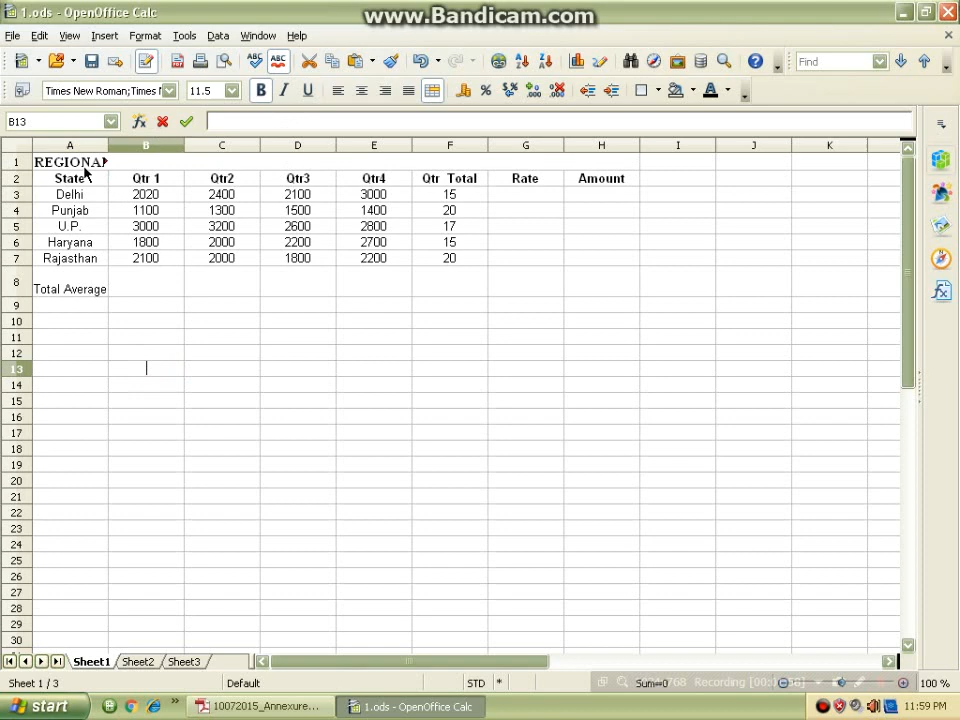 www.Bandicam.com
1.ods - OpenOffice Calc
File Edit View Insert Format Tools Data Window Help
Find
Times New Roman;Times 11.5
B13
A B C D E F G H I J K
1 REGIONA
2 State Qtr 1 Qtr2 Qtr3 Qtr4 Qtr Total Rate Amount
3 Delhi 2020 2400 2100 3000 15
4 Punjab 1100 1300 1500 1400 20
5 U.P. 3000 3200 2600 2800 17
6 Haryana 1800 2000 2200 2700 15
7 Rajasthan 2100 2000 1800 2200 20
8 Total Average
9
10
11
12
13
14
15
16
17
18
19
20
21
22
23
24
25
26
27
28
29
30
Sheet1 Sheet2 Sheet3
Sheet 1 / 3 Default STD * Sum=0 Recording 100 %
start 10072015_Annexure... 1.ods - OpenOffice Calc 11:59 PM